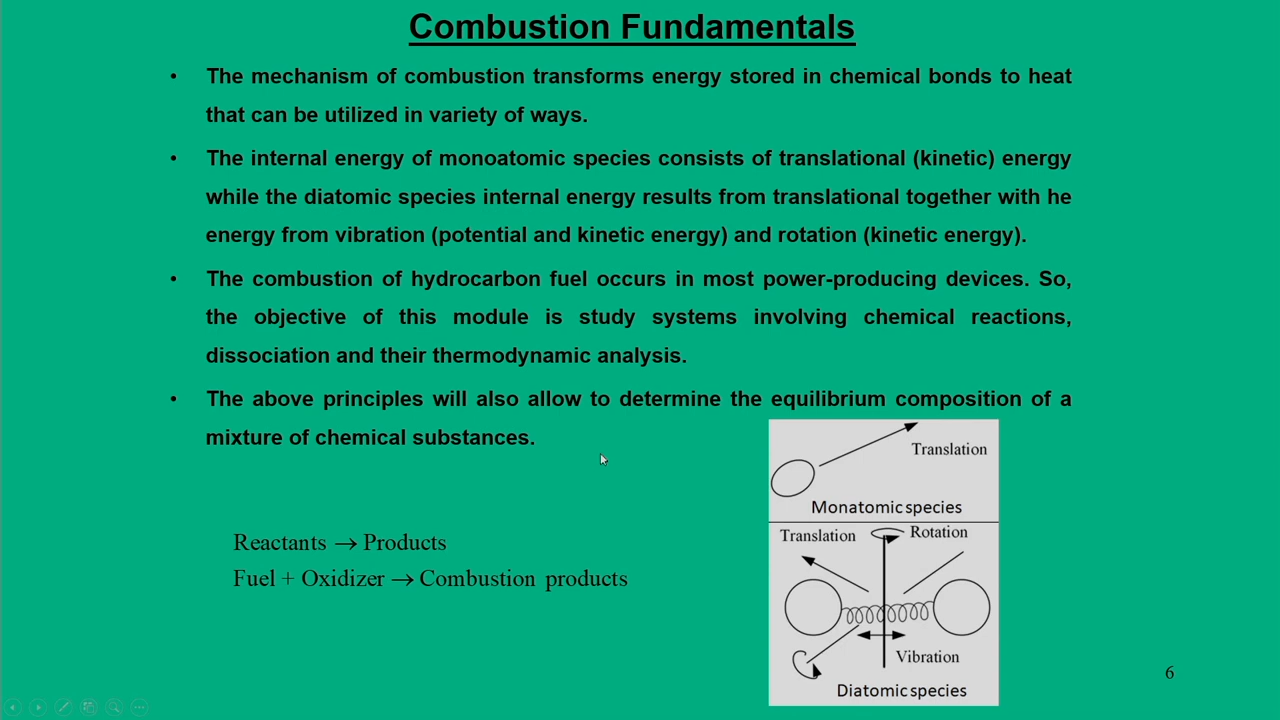 Combustion Fundamentals
• The mechanism of combustion transforms energy stored in chemical bonds to heat
that can be utilized in variety of ways.
• The internal energy of monoatomic species consists of translational (kinetic) energy
while the diatomic species internal energy results from translational together with he
energy from vibration (potential and kinetic energy) and rotation (kinetic energy).
• The combustion of hydrocarbon fuel occurs in most power-producing devices. So,
the objective of this module is study systems involving chemical reactions,
dissociation and their thermodynamic analysis.
• The above principles will also allow to determine the equilibrium composition of a
mixture of chemical substances.
Reactants → Products
Fuel + Oxidizer → Combustion products
Translation
Monatomic species
Translation Rotation
Vibration
Diatomic species
6